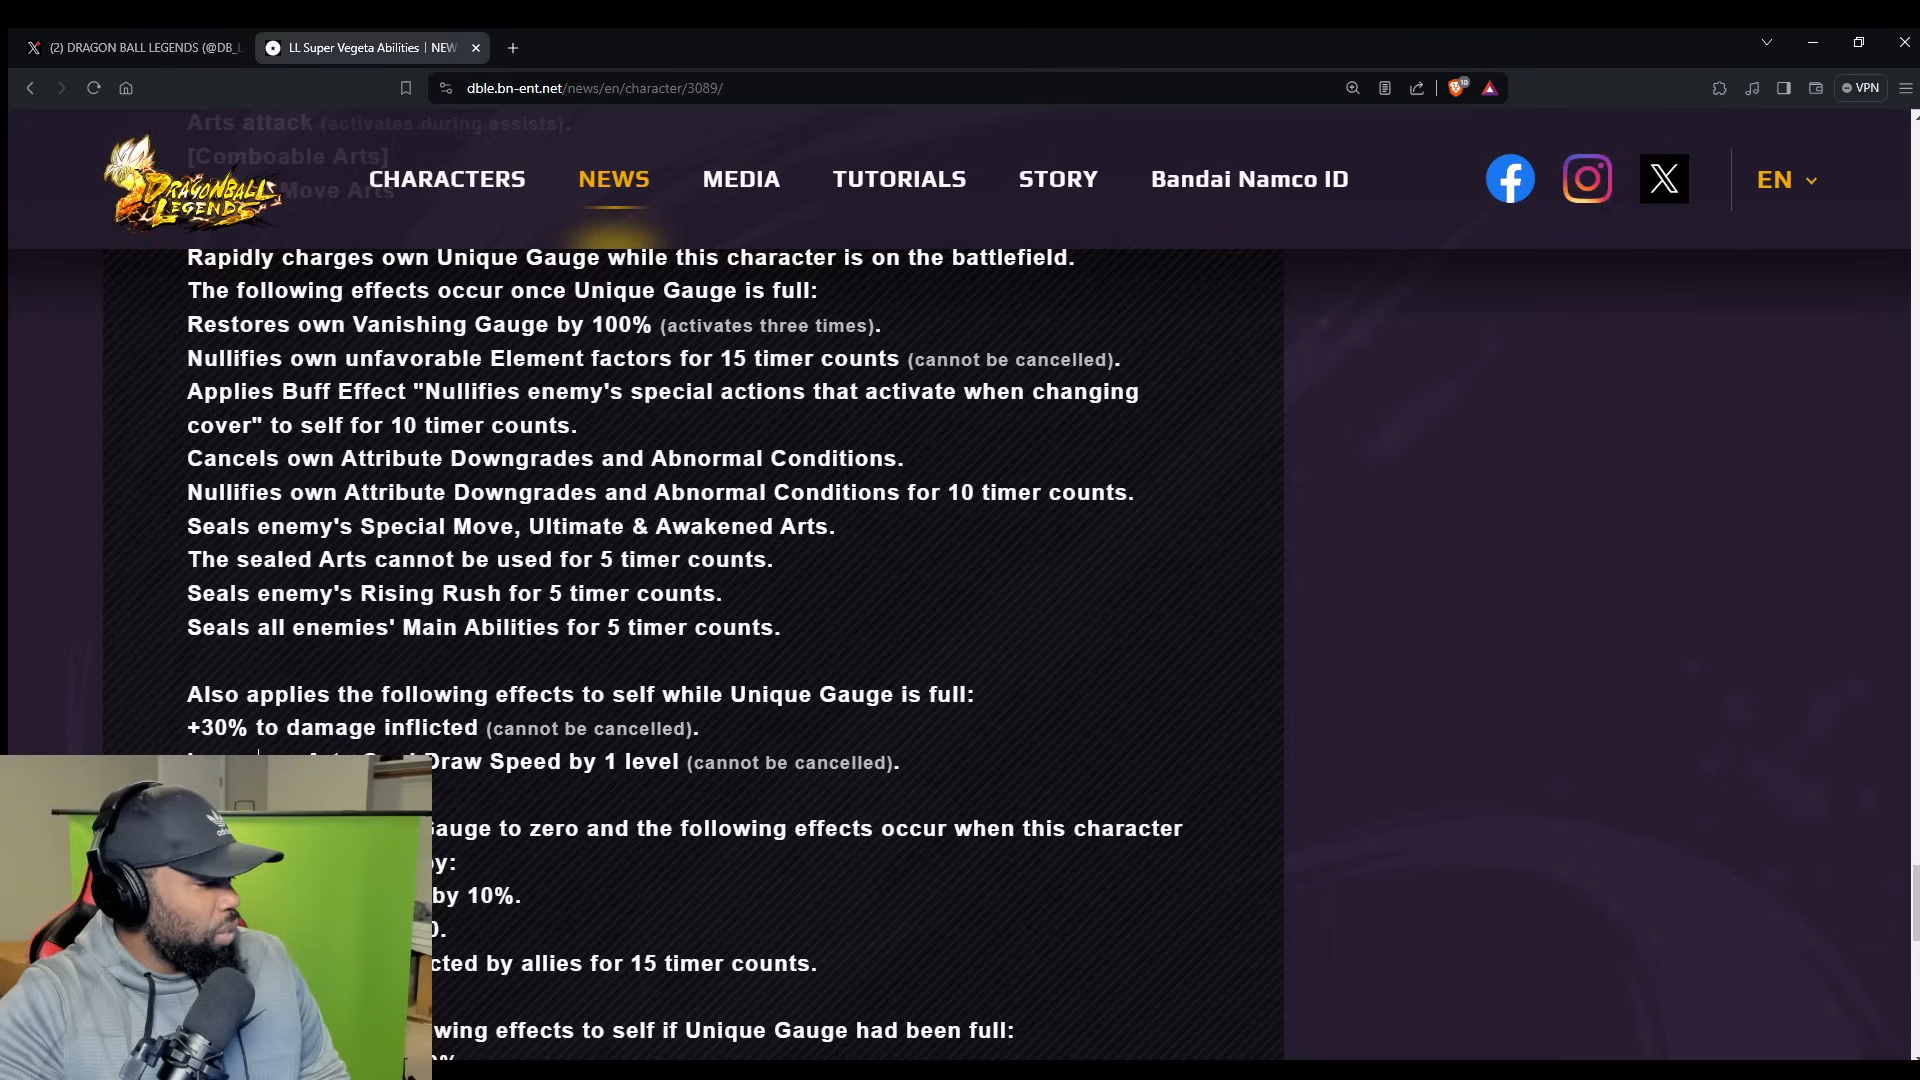 (2) DRAGON BALL LEGENDS (@DB_L
LL Super Vegeta Abilities | NEW
dble.bn-ent.net/news/en/character/3089/
10
VPN
Arts attack (activates during assists).
[Comboable Arts]
Move Arts
DRAGONBALL
LEGENDS
CHARACTERS
NEWS
MEDIA
TUTORIALS
STORY
Bandai Namco ID
EN
Rapidly charges own Unique Gauge while this character is on the battlefield.
The following effects occur once Unique Gauge is full:
Restores own Vanishing Gauge by 100% (activates three times).
Nullifies own unfavorable Element factors for 15 timer counts (cannot be cancelled).
Applies Buff Effect "Nullifies enemy's special actions that activate when changing
cover" to self for 10 timer counts.
Cancels own Attribute Downgrades and Abnormal Conditions.
Nullifies own Attribute Downgrades and Abnormal Conditions for 10 timer counts.
Seals enemy's Special Move, Ultimate & Awakened Arts.
The sealed Arts cannot be used for 5 timer counts.
Seals enemy's Rising Rush for 5 timer counts.
Seals all enemies' Main Abilities for 5 timer counts.
Also applies the following effects to self while Unique Gauge is full:
+30% to damage inflicted (cannot be cancelled).
Draw Speed by 1 level (cannot be cancelled).
Gauge to zero and the following effects occur when this character
by:
by 10%.
0.
cted by allies for 15 timer counts.
wing effects to self if Unique Gauge had been full:
adidas